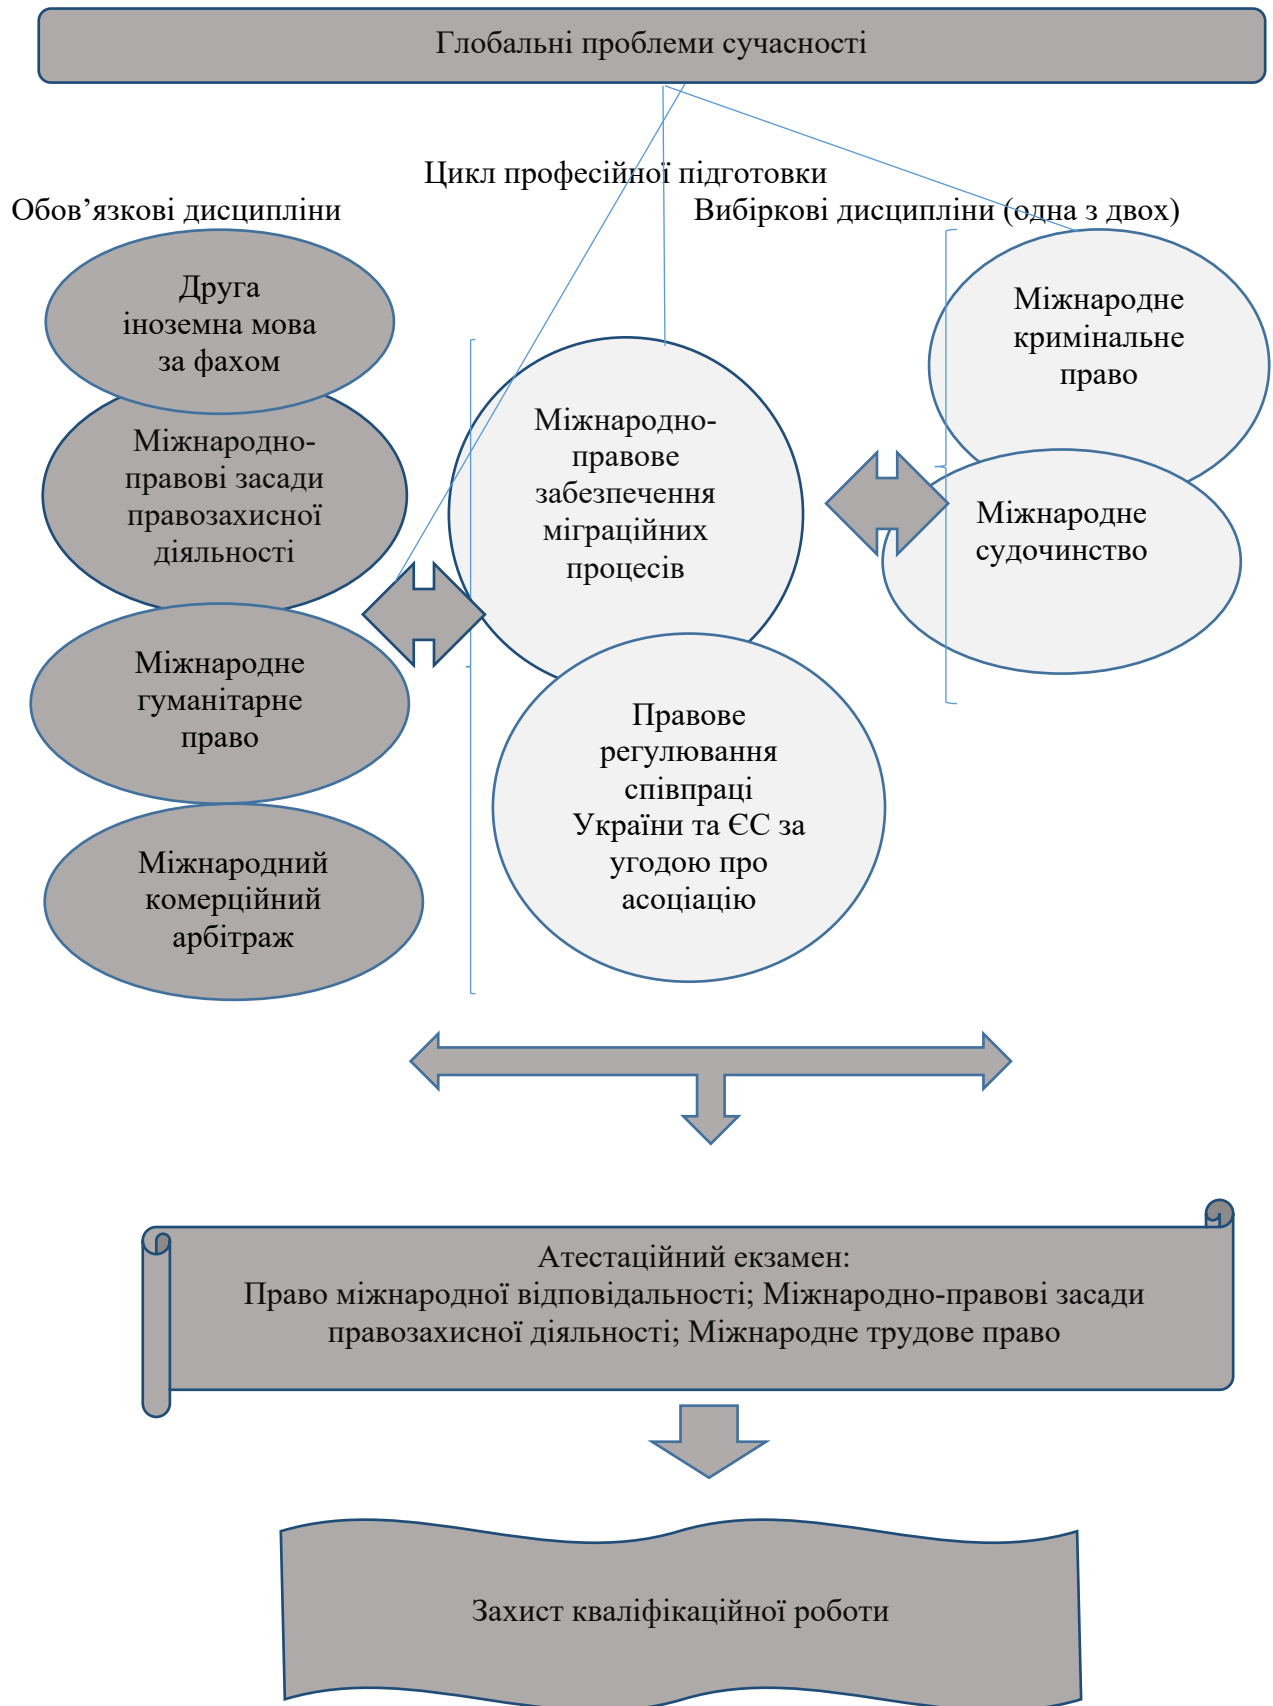 Глобальні проблеми сучасності
Цикл професійної підготовки
Обов’язкові дисципліни
Вибіркові дисципліни (одна з двох)
Друга
іноземна мова
за фахом
Міжнародно-
правові засади
правозахисної
діяльності
Міжнародне
гуманітарне
право
Міжнародний
комерційний
арбітраж
Міжнародно-
правове
забезпечення
міграційних
процесів
Правове
регулювання
співпраці
України та ЄС за
угодою про
асоціацію
Міжнародне
кримінальне
право
Міжнародне
судочинство
Атестаційний екзамен:
Право міжнародної відповідальності; Міжнародно-правові засади
правозахисної діяльності; Міжнародне трудове право
Захист кваліфікаційної роботи